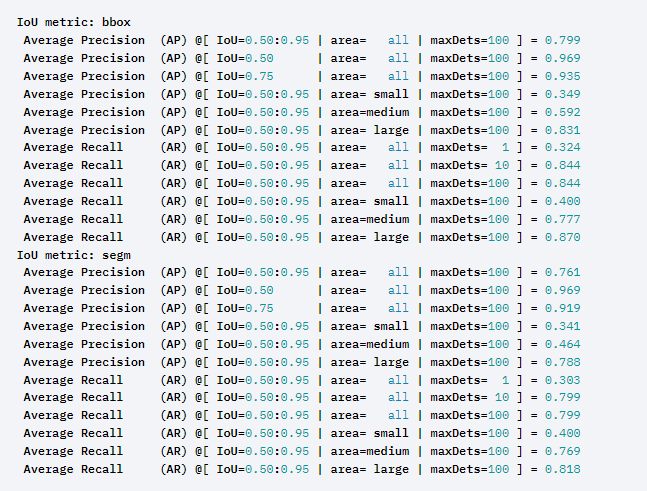 IoU metric: bbox
 Average Precision  (AP) @[ IoU=0.50:0.95 | area=   all | maxDets=100 ] = 0.799
 Average Precision  (AP) @[ IoU=0.50      | area=   all | maxDets=100 ] = 0.969
 Average Precision  (AP) @[ IoU=0.75      | area=   all | maxDets=100 ] = 0.935
 Average Precision  (AP) @[ IoU=0.50:0.95 | area= small | maxDets=100 ] = 0.349
 Average Precision  (AP) @[ IoU=0.50:0.95 | area=medium | maxDets=100 ] = 0.592
 Average Precision  (AP) @[ IoU=0.50:0.95 | area= large | maxDets=100 ] = 0.831
 Average Recall     (AR) @[ IoU=0.50:0.95 | area=   all | maxDets=  1 ] = 0.324
 Average Recall     (AR) @[ IoU=0.50:0.95 | area=   all | maxDets= 10 ] = 0.844
 Average Recall     (AR) @[ IoU=0.50:0.95 | area=   all | maxDets=100 ] = 0.844
 Average Recall     (AR) @[ IoU=0.50:0.95 | area= small | maxDets=100 ] = 0.400
 Average Recall     (AR) @[ IoU=0.50:0.95 | area=medium | maxDets=100 ] = 0.777
 Average Recall     (AR) @[ IoU=0.50:0.95 | area= large | maxDets=100 ] = 0.870
IoU metric: segm
 Average Precision  (AP) @[ IoU=0.50:0.95 | area=   all | maxDets=100 ] = 0.761
 Average Precision  (AP) @[ IoU=0.50      | area=   all | maxDets=100 ] = 0.969
 Average Precision  (AP) @[ IoU=0.75      | area=   all | maxDets=100 ] = 0.919
 Average Precision  (AP) @[ IoU=0.50:0.95 | area= small | maxDets=100 ] = 0.341
 Average Precision  (AP) @[ IoU=0.50:0.95 | area=medium | maxDets=100 ] = 0.464
 Average Precision  (AP) @[ IoU=0.50:0.95 | area= large | maxDets=100 ] = 0.788
 Average Recall     (AR) @[ IoU=0.50:0.95 | area=   all | maxDets=  1 ] = 0.303
 Average Recall     (AR) @[ IoU=0.50:0.95 | area=   all | maxDets= 10 ] = 0.799
 Average Recall     (AR) @[ IoU=0.50:0.95 | area=   all | maxDets=100 ] = 0.799
 Average Recall     (AR) @[ IoU=0.50:0.95 | area= small | maxDets=100 ] = 0.400
 Average Recall     (AR) @[ IoU=0.50:0.95 | area=medium | maxDets=100 ] = 0.769
 Average Recall     (AR) @[ IoU=0.50:0.95 | area= large | maxDets=100 ] = 0.818